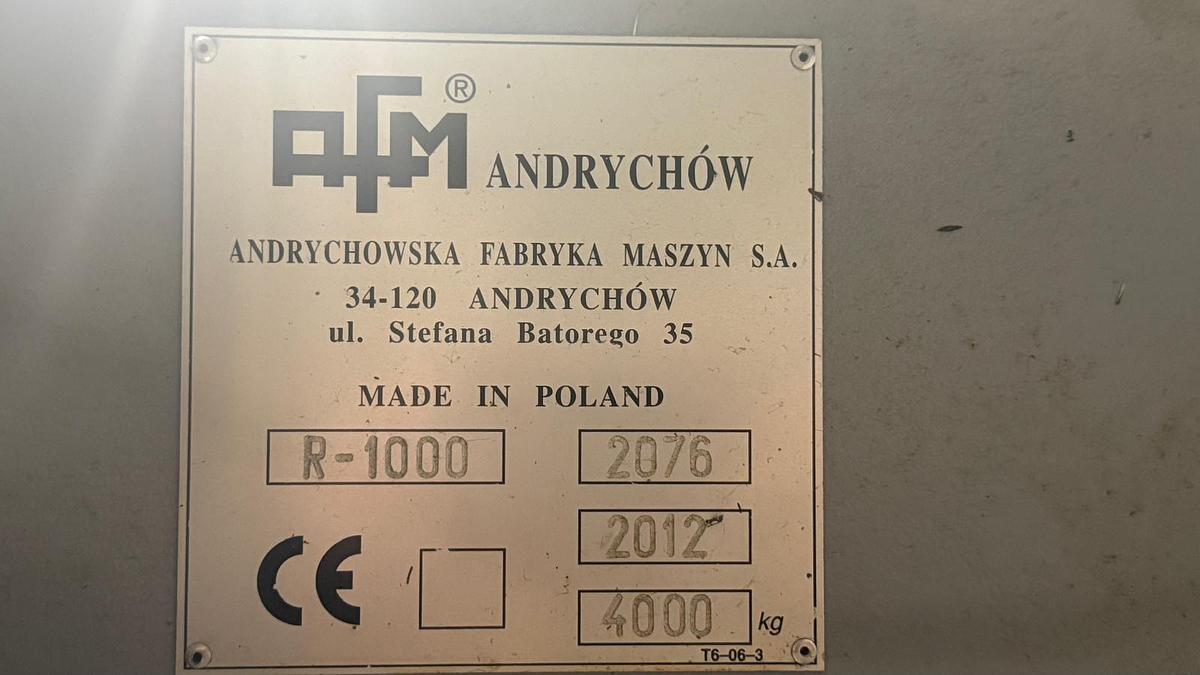 AFM ® ANDRYCHÓW
ANDRYCHOWSKA FABRYKA MASZYN S.A.
34-120 ANDRYCHÓW
ul. Stefana Batorego 35
MADE IN POLAND
R-1000 2076
2012
CE
4000 kg
T6-06-3